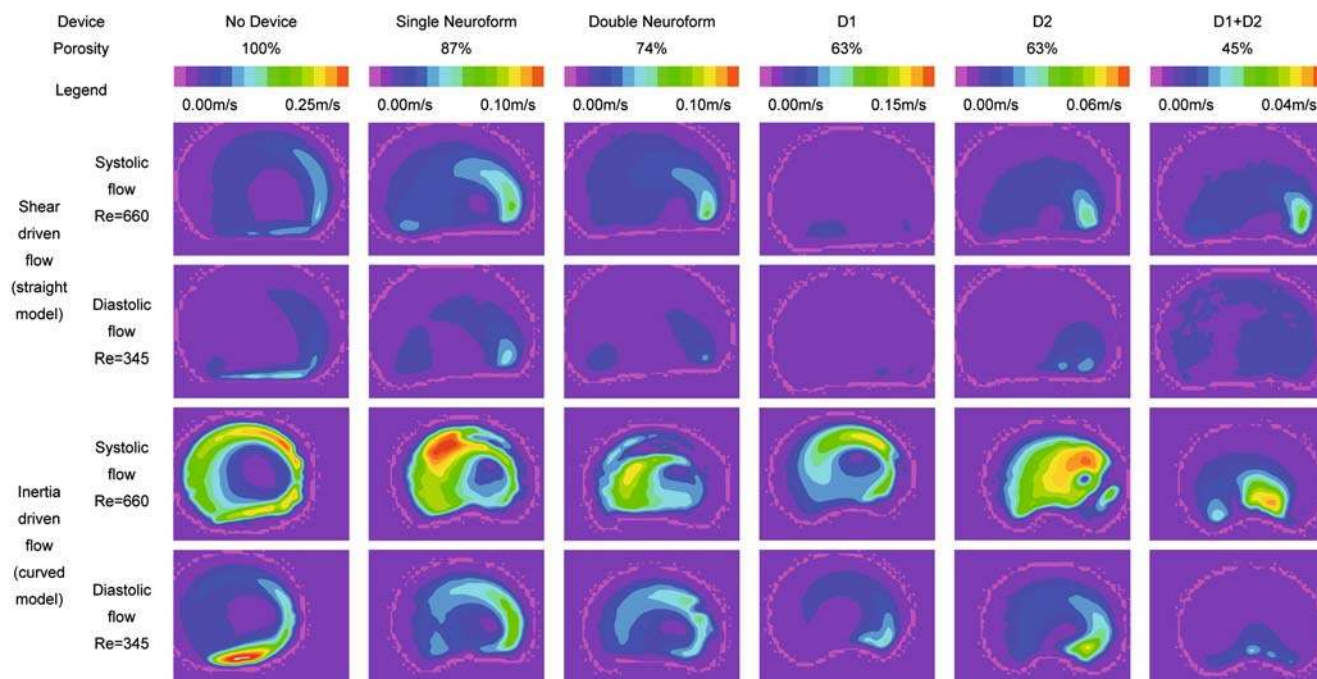 Device No Device Single Neuroform Double Neuroform D1 D2 D1+D2
Porosity 100% 87% 74% 63% 63% 45%
Legend
0.00m/s 0.25m/s 0.00m/s 0.10m/s 0.00m/s 0.10m/s 0.00m/s 0.15m/s 0.00m/s 0.06m/s 0.00m/s 0.04m/s
Shear
driven
flow
(straight
model)
Systolic
flow
Re=660
Diastolic
flow
Re=345
Inertia
driven
flow
(curved
model)
Systolic
flow
Re=660
Diastolic
flow
Re=345